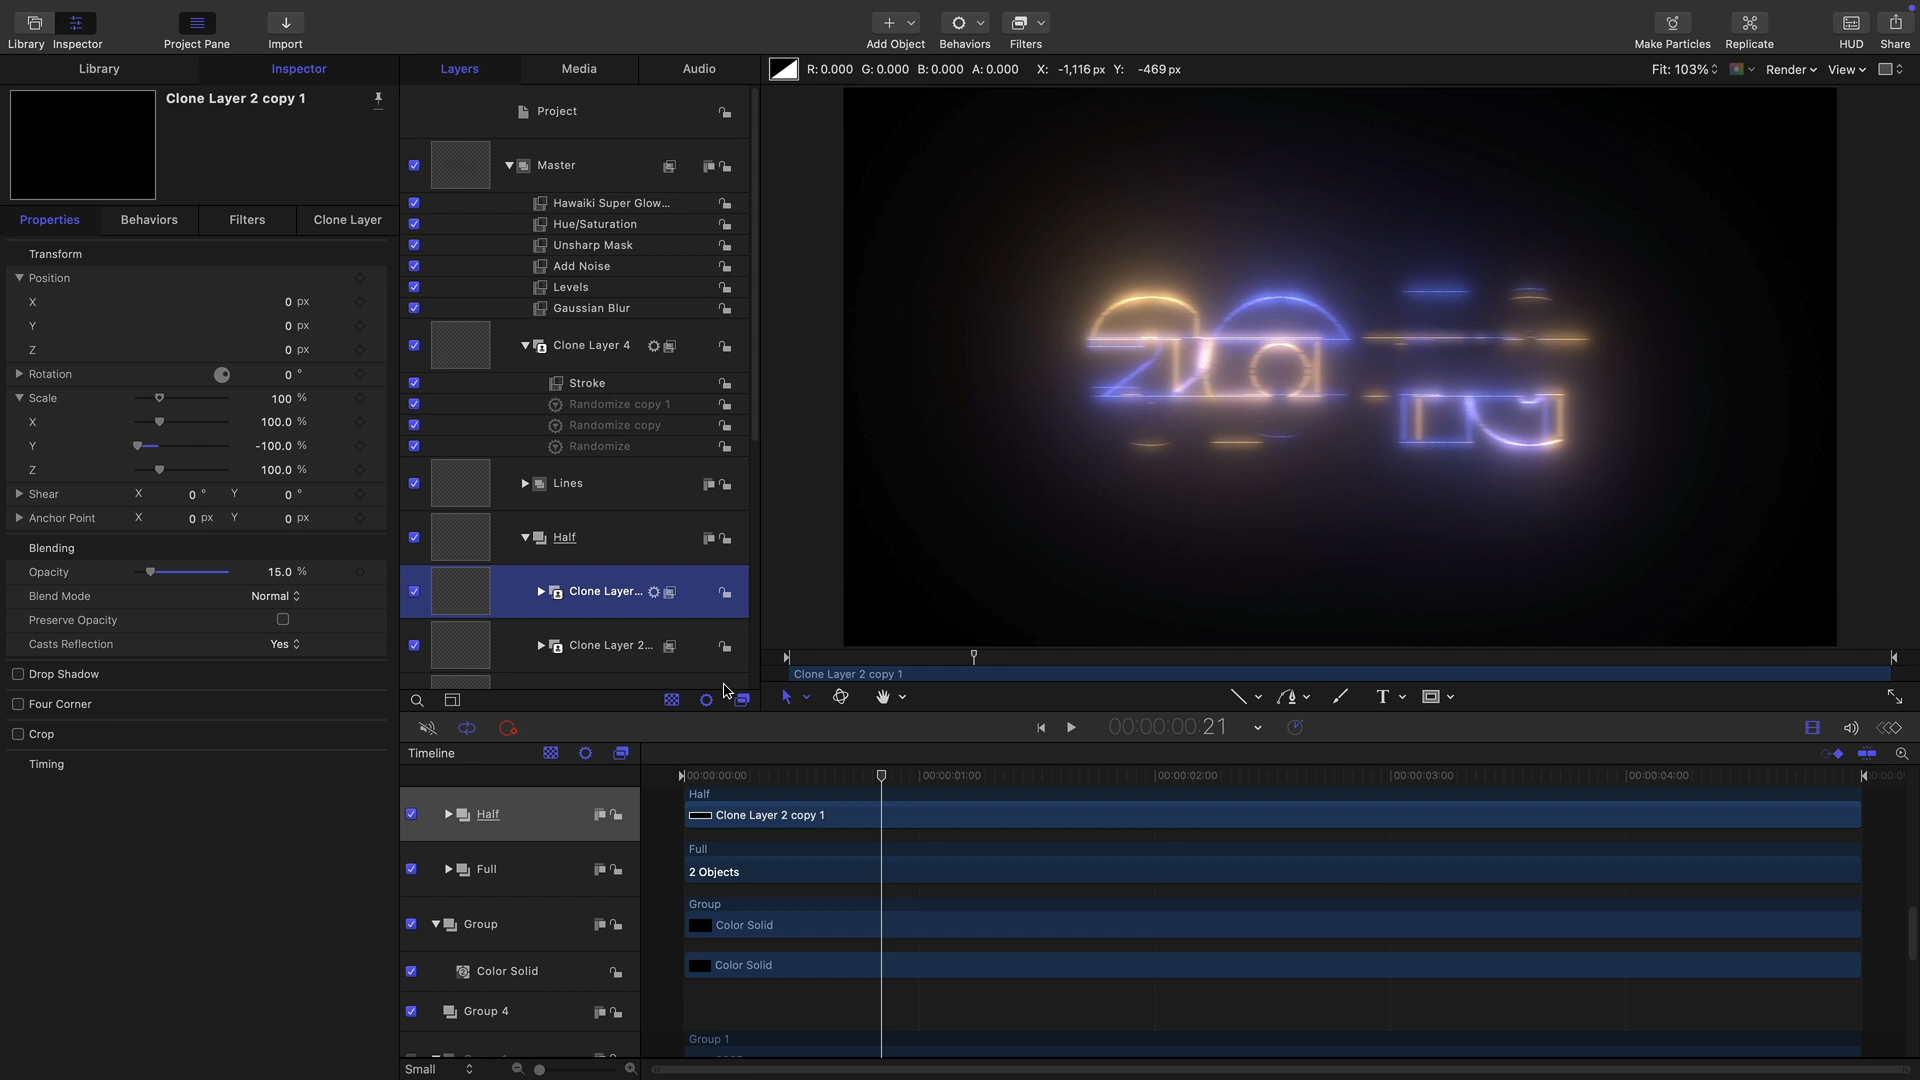 Library Inspector Project Pane Import Add Object Behaviors Filters Make Particles Replicate HUD Share
Library Inspector Layers Media Audio R: 0.000 G: 0.000 B: 0.000 A: 0.000 X: -1,116 px Y: -469 px Fit: 103% Render View
Clone Layer 2 copy 1
Properties Behaviors Filters Clone Layer
Transform
Position
X 0 px
Y 0 px
Z 0 px
Rotation 0 °
Scale 100 %
X 100.0 %
Y -100.0 %
Z 100.0 %
Shear X 0 ° Y 0 °
Anchor Point X 0 px Y 0 px
Blending
Opacity 15.0 %
Blend Mode Normal
Preserve Opacity
Casts Reflection Yes
Drop Shadow
Four Corner
Crop
Timing
Project
Master
Hawaiki Super Glow...
Hue/Saturation
Unsharp Mask
Add Noise
Levels
Gaussian Blur
Clone Layer 4
Stroke
Randomize copy 1
Randomize copy
Randomize
Lines
Half
Clone Layer...
Clone Layer 2...
Clone Layer 2 copy 1
T
00:00:00:21
Timeline
00:00:00:00 00:00:01:00 00:00:02:00 00:00:03:00 00:00:04:00
Half
Half
Clone Layer 2 copy 1
Full
Full
2 Objects
Group
Group
Color Solid
Color Solid
Color Solid
Group 4
Group 1
Small